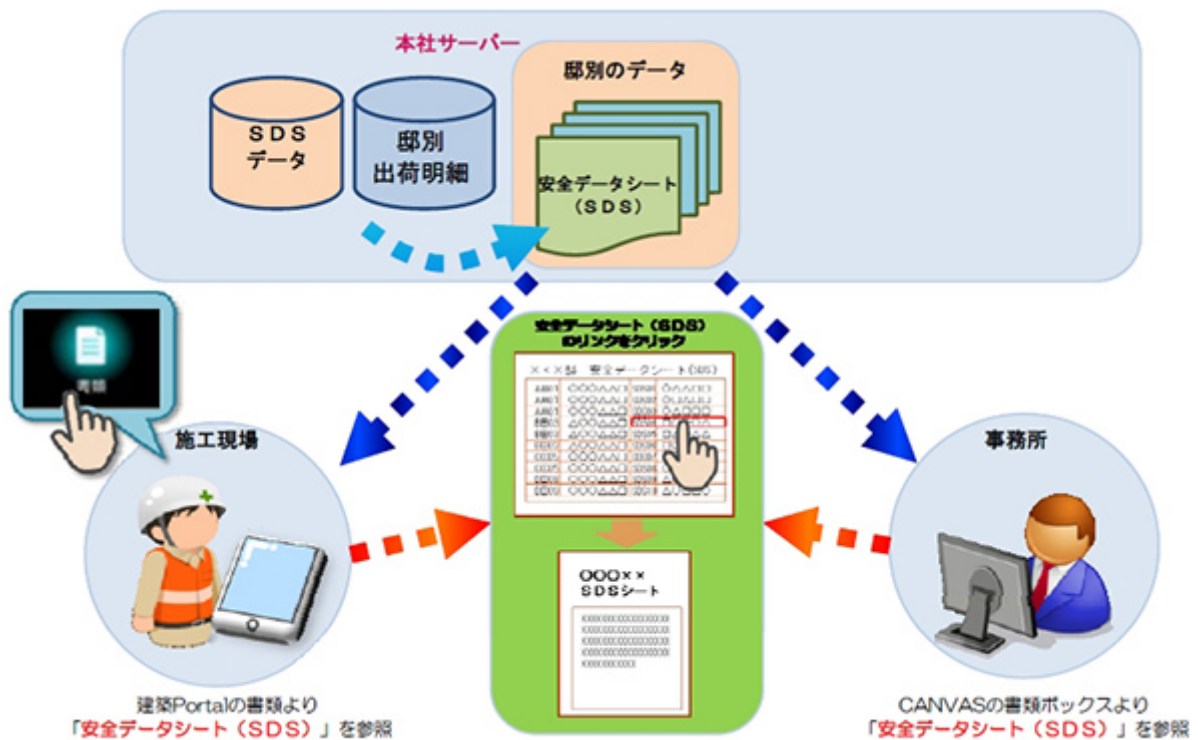 本社サーバー
邸別のデータ
SDS
データ
邸別
出荷明細
安全データシート
(SDS)
書類
安全データシート(SDS)
のリンクをクリック
×××邸 安全データシート(SDS)
施工現場
事務所
○○○××
SDSシート
建築Portalの書類より
「安全データシート(SDS)」を参照
CANVASの書類ボックスより
「安全データシート(SDS)」を参照